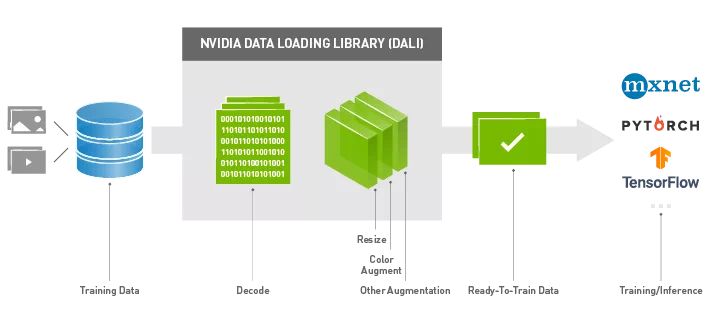 NVIDIA DATA LOADING LIBRARY (DALI)
mxnet
000101010010101
110101101011010
001011010101000
110101011001010
010110100101001
001011010101001
PYTORCH
TensorFlow
Resize
Color
Augment
Training Data
Decode
Other Augmentation
Ready-To-Train Data
Training/Inference